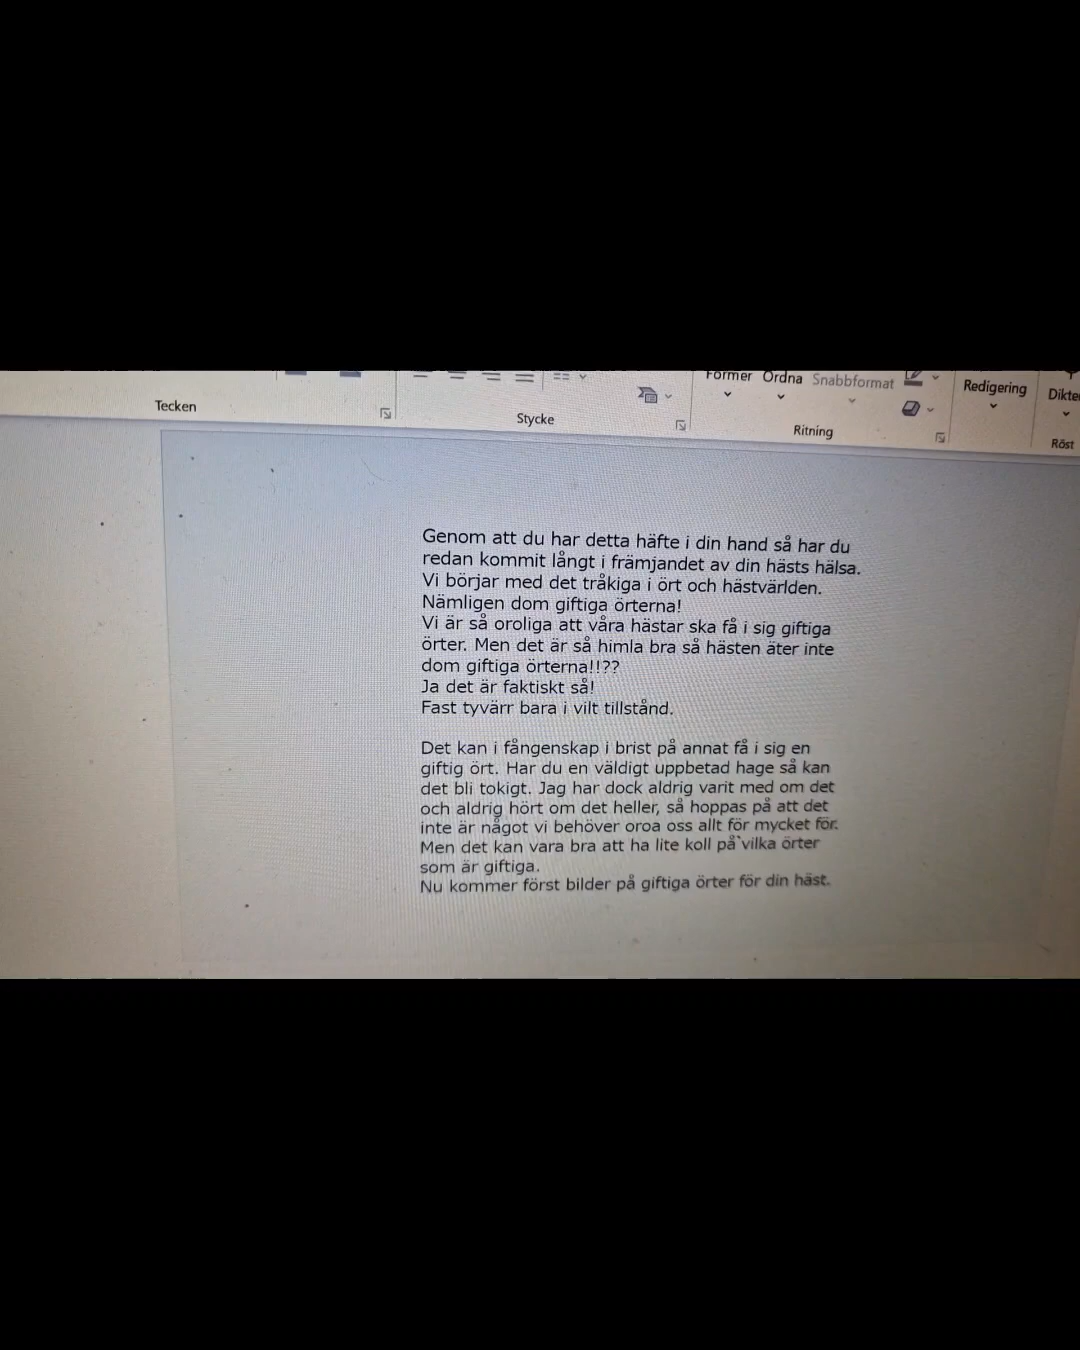 Former Ordna Snabbformat
Redigering
Tecken
Stycke
Ritning
Röst
Genom att du har detta häfte i din hand så har du
redan kommit långt i främjandet av din hästs hälsa.
Vi börjar med det tråkiga i ört och hästvärlden.
Nämligen dom giftiga örterna!
Vi är så oroliga att våra hästar ska få i sig giftiga
örter. Men det är så himla bra så hästen äter inte
dom giftiga örterna!!??
Ja det är faktiskt så!
Fast tyvärr bara i vilt tillstånd.
Det kan i fångenskap i brist på annat få i sig en
giftig ört. Har du en väldigt uppbetad hage så kan
det bli tokigt. Jag har dock aldrig varit med om det
och aldrig hört om det heller, så hoppas på att det
inte är något vi behöver oroa oss allt för mycket för.
Men det kan vara bra att ha lite koll på`vilka örter
som är giftiga.
Nu kommer först bilder på giftiga örter för din häst.